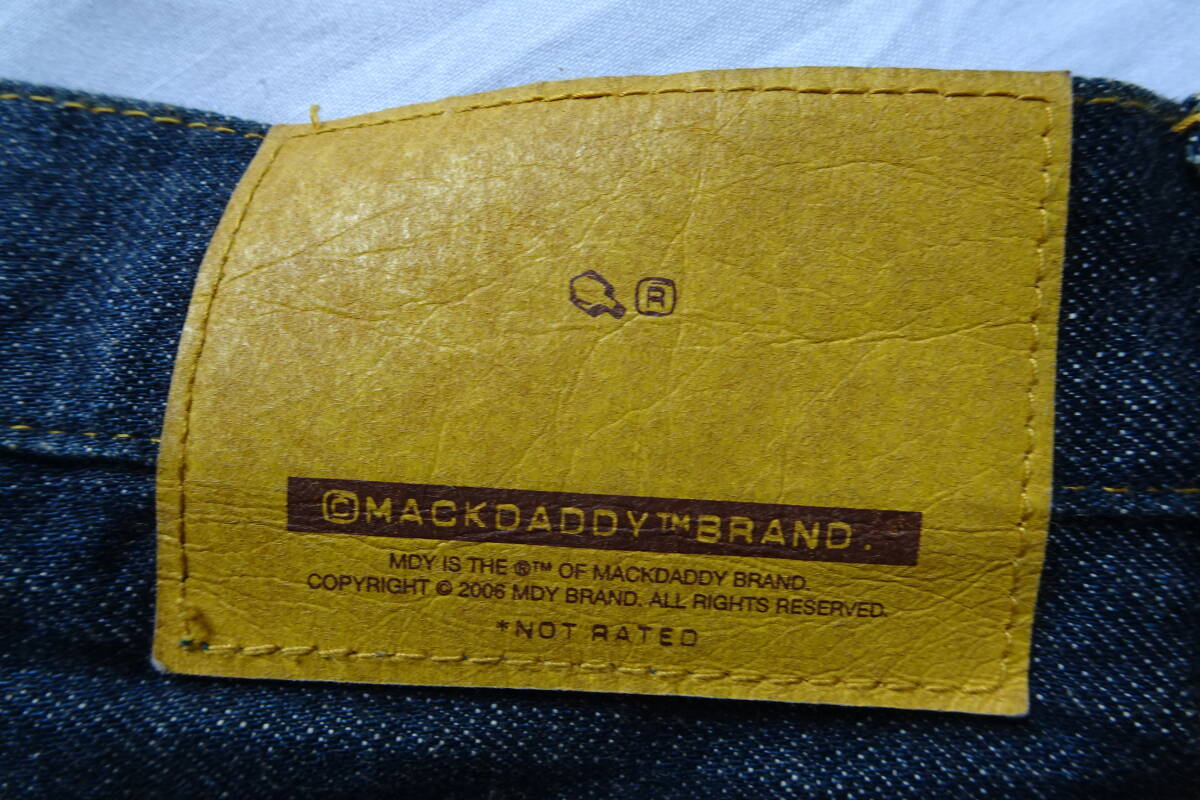 ®
©MACKDADDY™BRAND.
MDY IS THE ®™ OF MACKDADDY BRAND.
COPYRIGHT © 2006 MDY BRAND. ALL RIGHTS RESERVED.
*NOT RATED